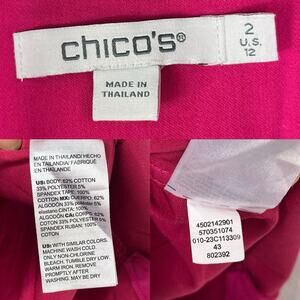 chico's®
2
U.S.
12
MADE IN
THAILAND
MADE IN THAILAND/HECHO
EN TAILANDIA/FABRIQUÉ
EN THAILANDE
US: BODY: 62% COTTON
33% POLYESTER 5%
SPANDEX TAPE: 100%
COTTON MX: CUERPO: 62%
ALGODÓN 33% POLIESTER 5%
elastano CINTA: 100%
ALGODÓN CA: CORPS: 62%
COTTON 33% POLYESTER 5%
SPANDEX RUBAN: 100%
COTTON
US: WITH SIMILAR COLORS.
MACHINE WASH COLD.
ONLY NON-CHLORINE
BLEACH. TUMBLE DRY LOW.
WARM IRON. REMOVE
PROMPTLY AFTER
WASHING. MAY BE DRY
4502142901
570351074
010-23C113309
43
802392